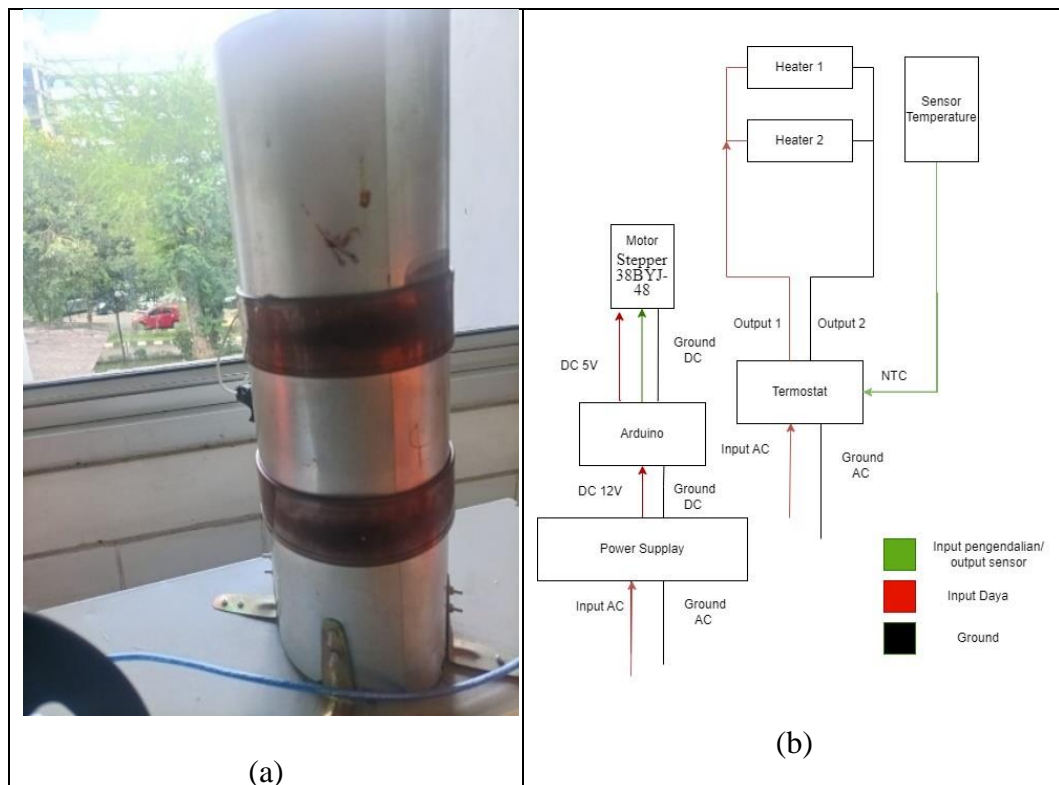 Heater 1
Heater 2
Sensor
Temperature
Motor
Stepper
38BYJ-
48
Output 1
Output 2
DC 5V
Ground
DC
NTC
Termostat
Arduino
Input AC
Ground
AC
DC 12V
Ground
DC
Power Supplay
Input AC
Ground
AC
Input pengendalian/
output sensor
Input Daya
Ground
(a)
(b)